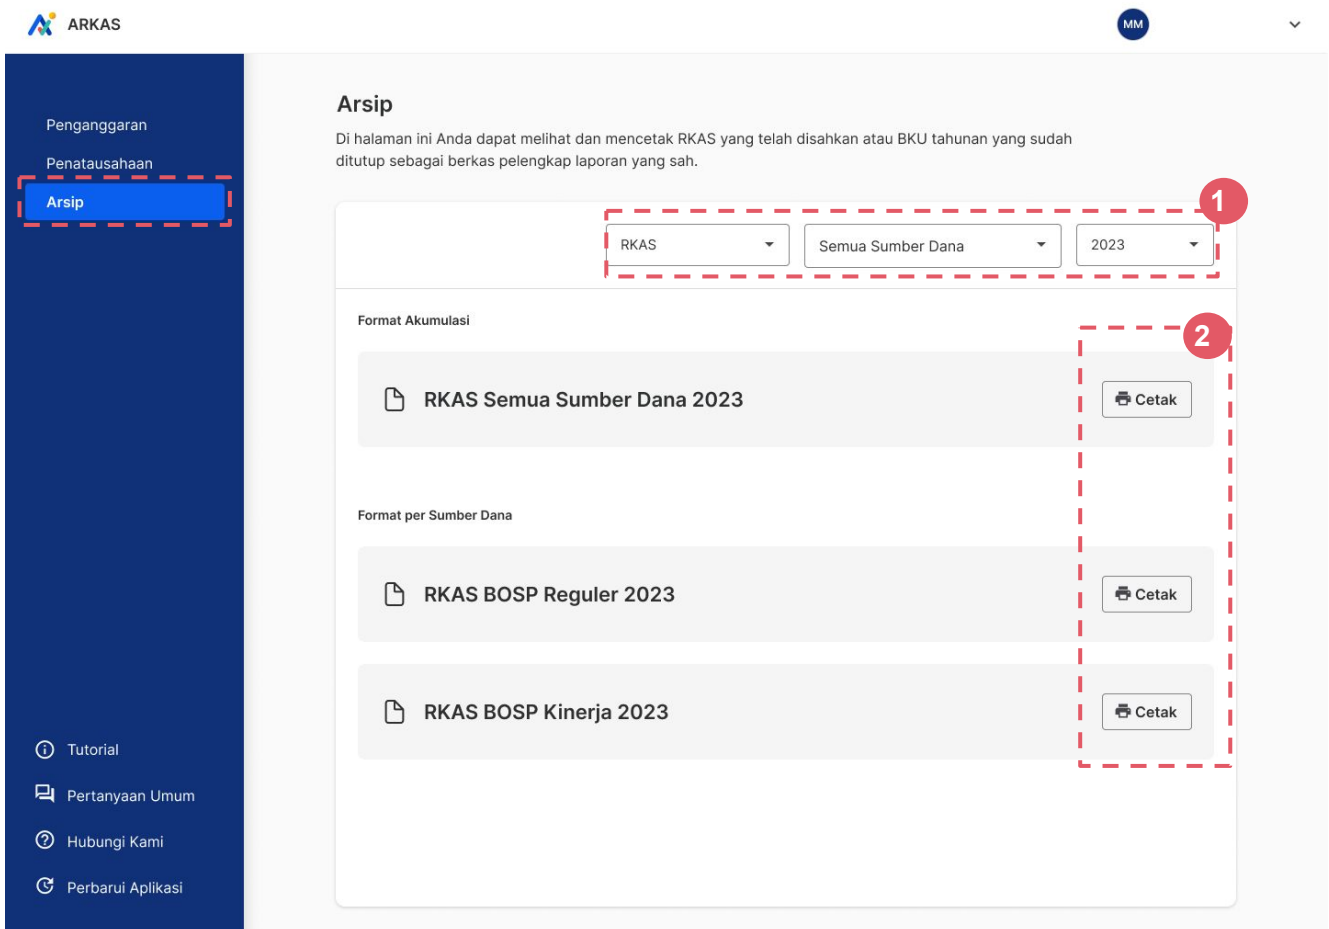 ARKAS
MM
Penganggaran
Penatausahaan
Arsip
Arsip
Di halaman ini Anda dapat melihat dan mencetak RKAS yang telah disahkan atau BKU tahunan yang sudah
ditutup sebagai berkas pelengkap laporan yang sah.
1
RKAS
Semua Sumber Dana
2023
Format Akumulasi
2
RKAS Semua Sumber Dana 2023
Cetak
Format per Sumber Dana
RKAS BOSP Reguler 2023
Cetak
RKAS BOSP Kinerja 2023
Cetak
Tutorial
Pertanyaan Umum
Hubungi Kami
Perbarui Aplikasi